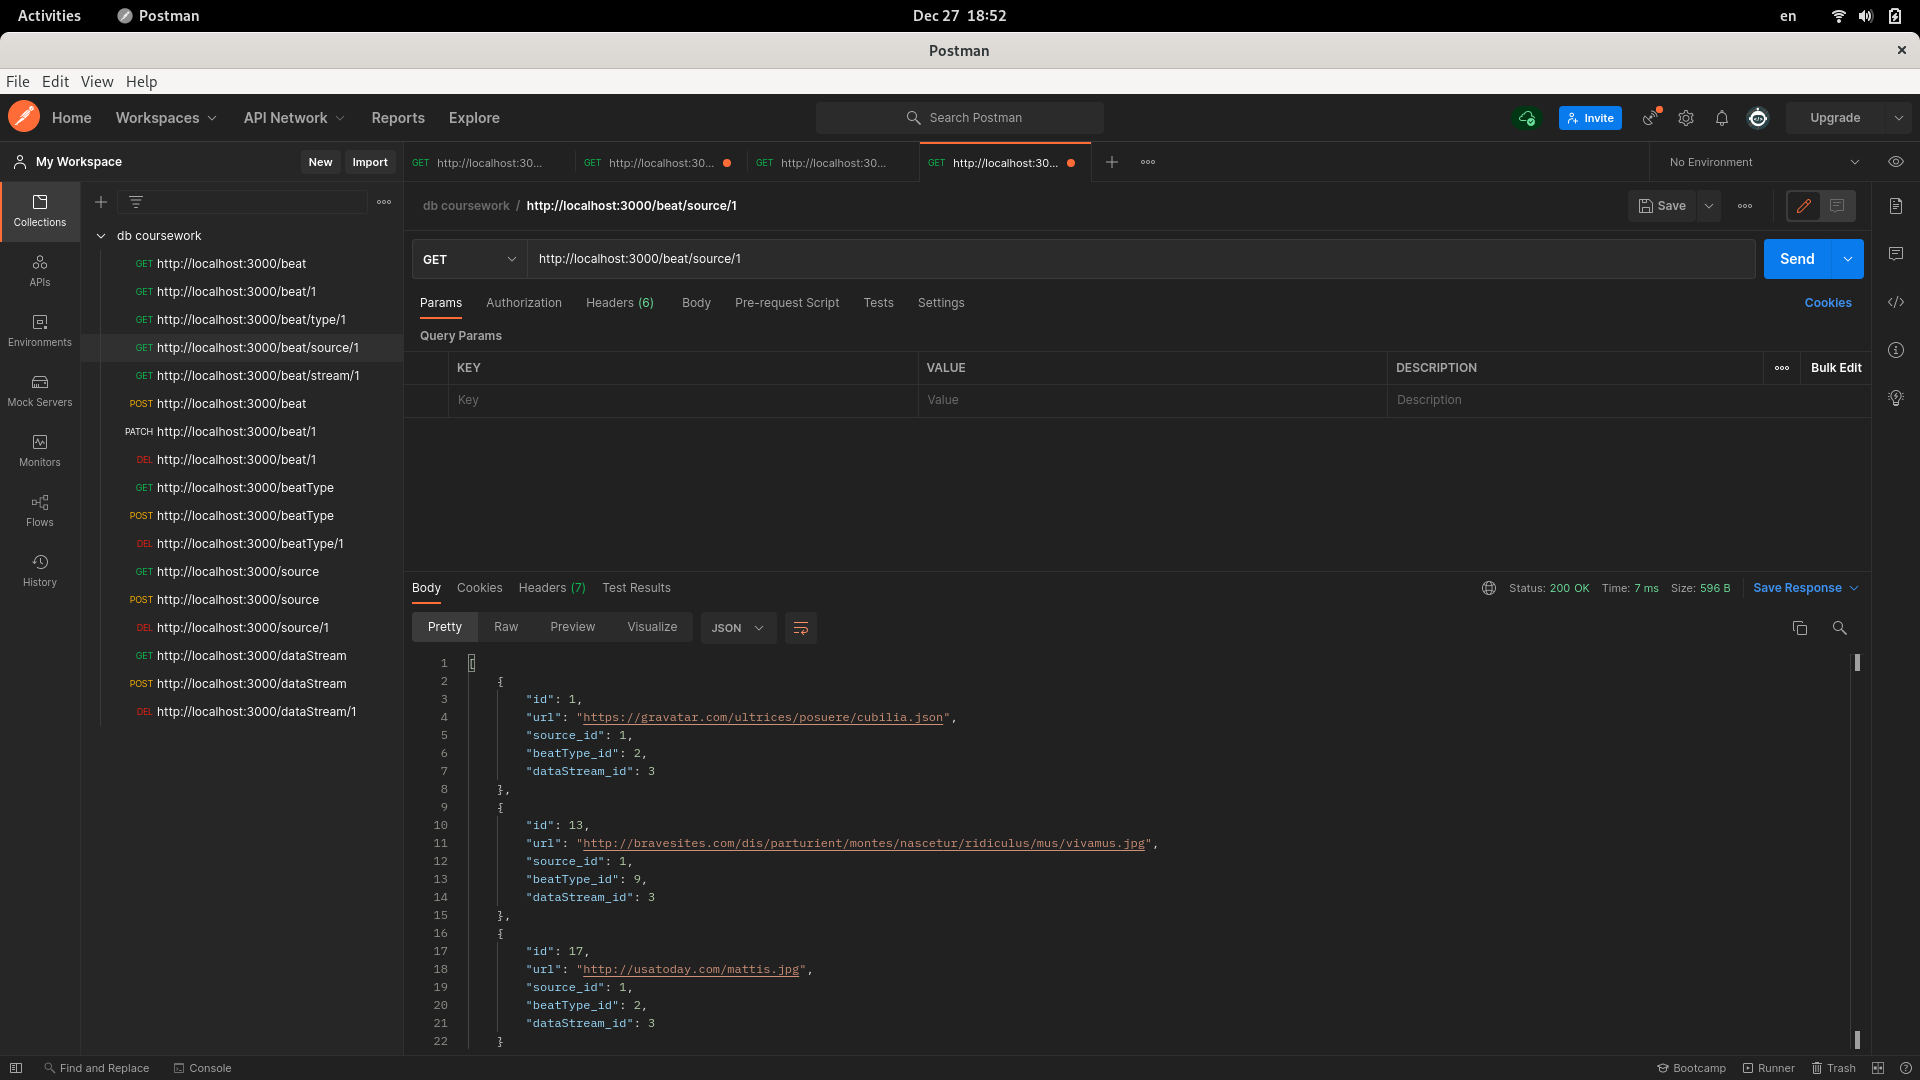 Activities Postman Dec 27 18:52 en
Postman
File Edit View Help
Home Workspaces API Network Reports Explore Search Postman Invite Upgrade
My Workspace New Import
GET http://localhost:30... GET http://localhost:30... GET http://localhost:30... GET http://localhost:30... No Environment
Collections
APIs
Environments
Mock Servers
Monitors
Flows
History
db coursework
GET http://localhost:3000/beat
GET http://localhost:3000/beat/1
GET http://localhost:3000/beat/type/1
GET http://localhost:3000/beat/source/1
GET http://localhost:3000/beat/stream/1
POST http://localhost:3000/beat
PATCH http://localhost:3000/beat/1
DEL http://localhost:3000/beat/1
GET http://localhost:3000/beatType
POST http://localhost:3000/beatType
DEL http://localhost:3000/beatType/1
GET http://localhost:3000/source
POST http://localhost:3000/source
DEL http://localhost:3000/source/1
GET http://localhost:3000/dataStream
POST http://localhost:3000/dataStream
DEL http://localhost:3000/dataStream/1
db coursework / http://localhost:3000/beat/source/1 Save
GET http://localhost:3000/beat/source/1 Send
Params Authorization Headers (6) Body Pre-request Script Tests Settings Cookies
Query Params
KEY VALUE DESCRIPTION Bulk Edit
Key Value Description
Body Cookies Headers (7) Test Results Status: 200 OK Time: 7 ms Size: 596 B Save Response
Pretty Raw Preview Visualize JSON
1 [
2 {
3 "id": 1,
4 "url": "https://gravatar.com/ultrices/posuere/cubilia.json",
5 "source_id": 1,
6 "beatType_id": 2,
7 "dataStream_id": 3
8 },
9 {
10 "id": 13,
11 "url": "http://bravesites.com/dis/parturient/montes/nascetur/ridiculus/mus/vivamus.jpg",
12 "source_id": 1,
13 "beatType_id": 9,
14 "dataStream_id": 3
15 },
16 {
17 "id": 17,
18 "url": "http://usatoday.com/mattis.jpg",
19 "source_id": 1,
20 "beatType_id": 2,
21 "dataStream_id": 3
22 }
Find and Replace Console Bootcamp Runner Trash